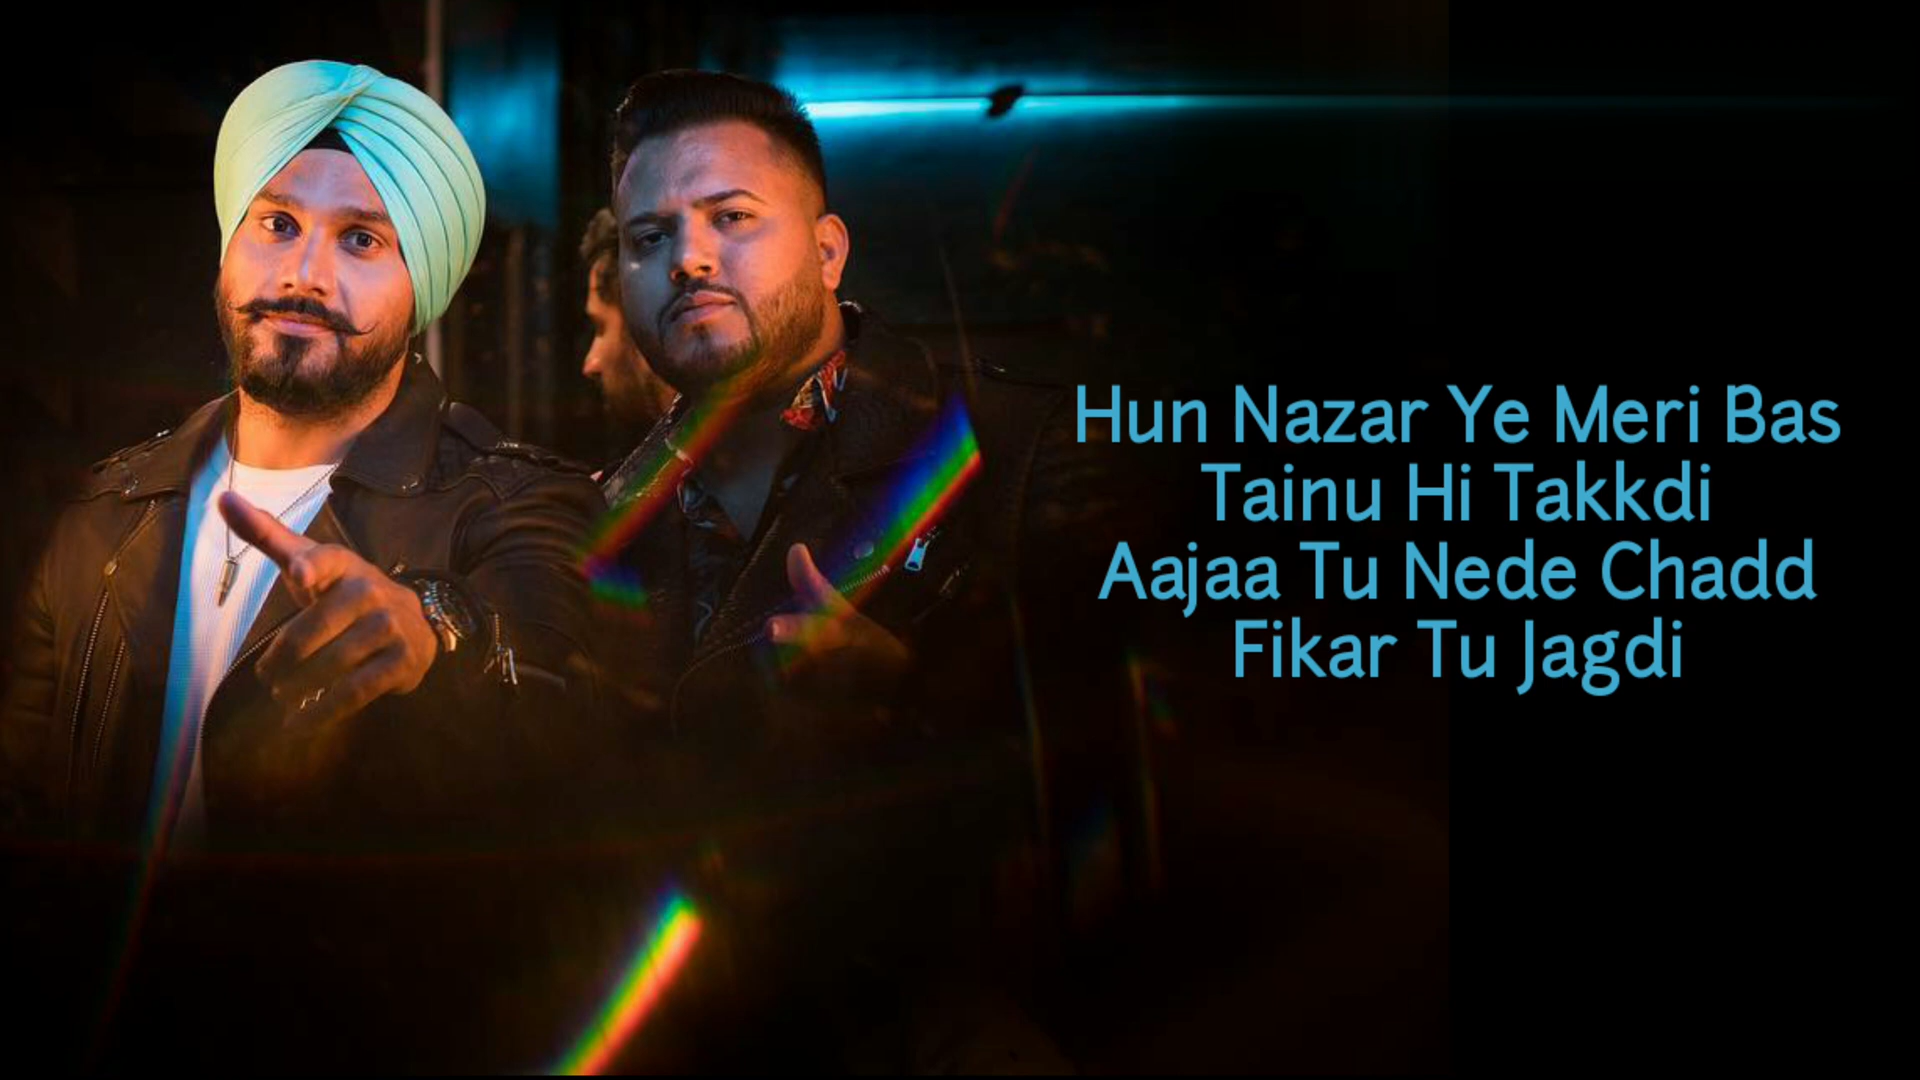 Hun Nazar Ye Meri Bas
Tainu Hi Takkdi
Aajaa Tu Nede Chadd
Fikar Tu Jagdi